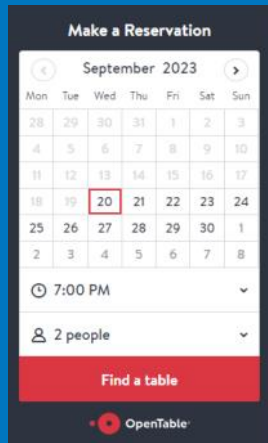 Make a Reservation
September 2023
Mon Tue Wed Thu Fri Sat Sun
28 29 30 31 1 2 3
4 5 6 7 8 9 10
11 12 13 14 15 16 17
18 19 20 21 22 23 24
25 26 27 28 29 30 1
2 3 4 5 6 7 8
7:00 PM
2 people
Find a table
OpenTable